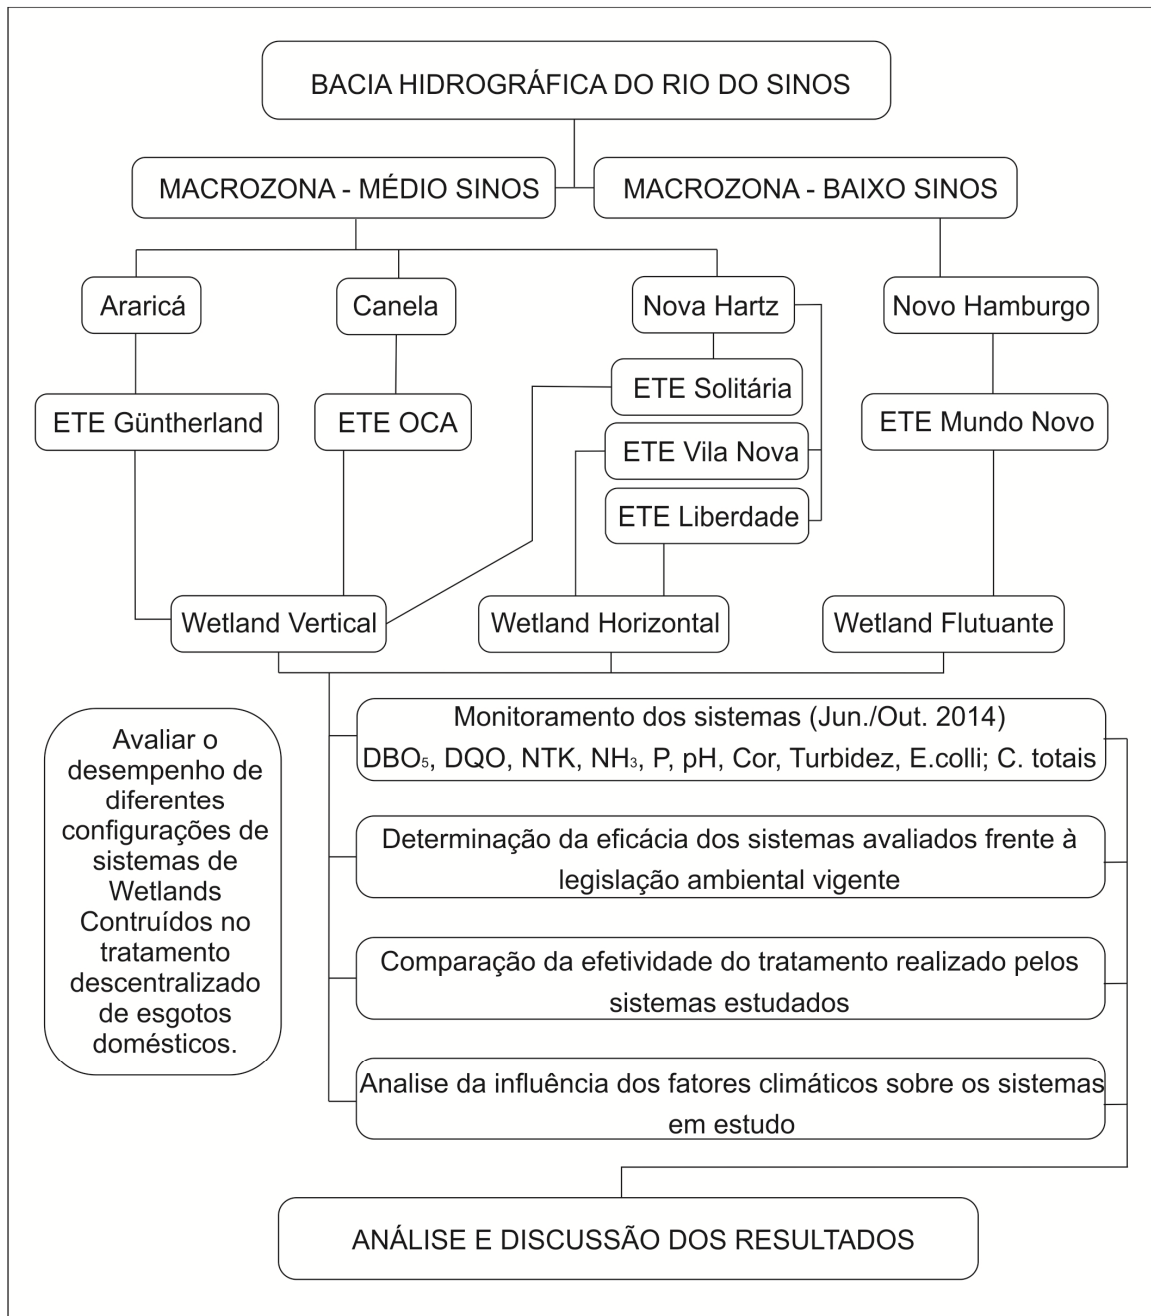 BACIA HIDROGRÁFICA DO RIO DO SINOS
MACROZONA - MÉDIO SINOS
MACROZONA - BAIXO SINOS
Araricá
Canela
Nova Hartz
Novo Hamburgo
ETE Solitária
ETE Güntherland
ETE OCA
ETE Mundo Novo
ETE Vila Nova
ETE Liberdade
Wetland Vertical
Wetland Horizontal
Wetland Flutuante
Avaliar o
desempenho de
diferentes
configurações de
sistemas de
Wetlands
Contruídos no
tratamento
descentralizado
de esgotos
domésticos.
Monitoramento dos sistemas (Jun./Out. 2014)
DBO₅, DQO, NTK, NH₃, P, pH, Cor, Turbidez, E.colli; C. totais
Determinação da eficácia dos sistemas avaliados frente à
legislação ambiental vigente
Comparação da efetividade do tratamento realizado pelos
sistemas estudados
Analise da influência dos fatores climáticos sobre os sistemas
em estudo
ANÁLISE E DISCUSSÃO DOS RESULTADOS